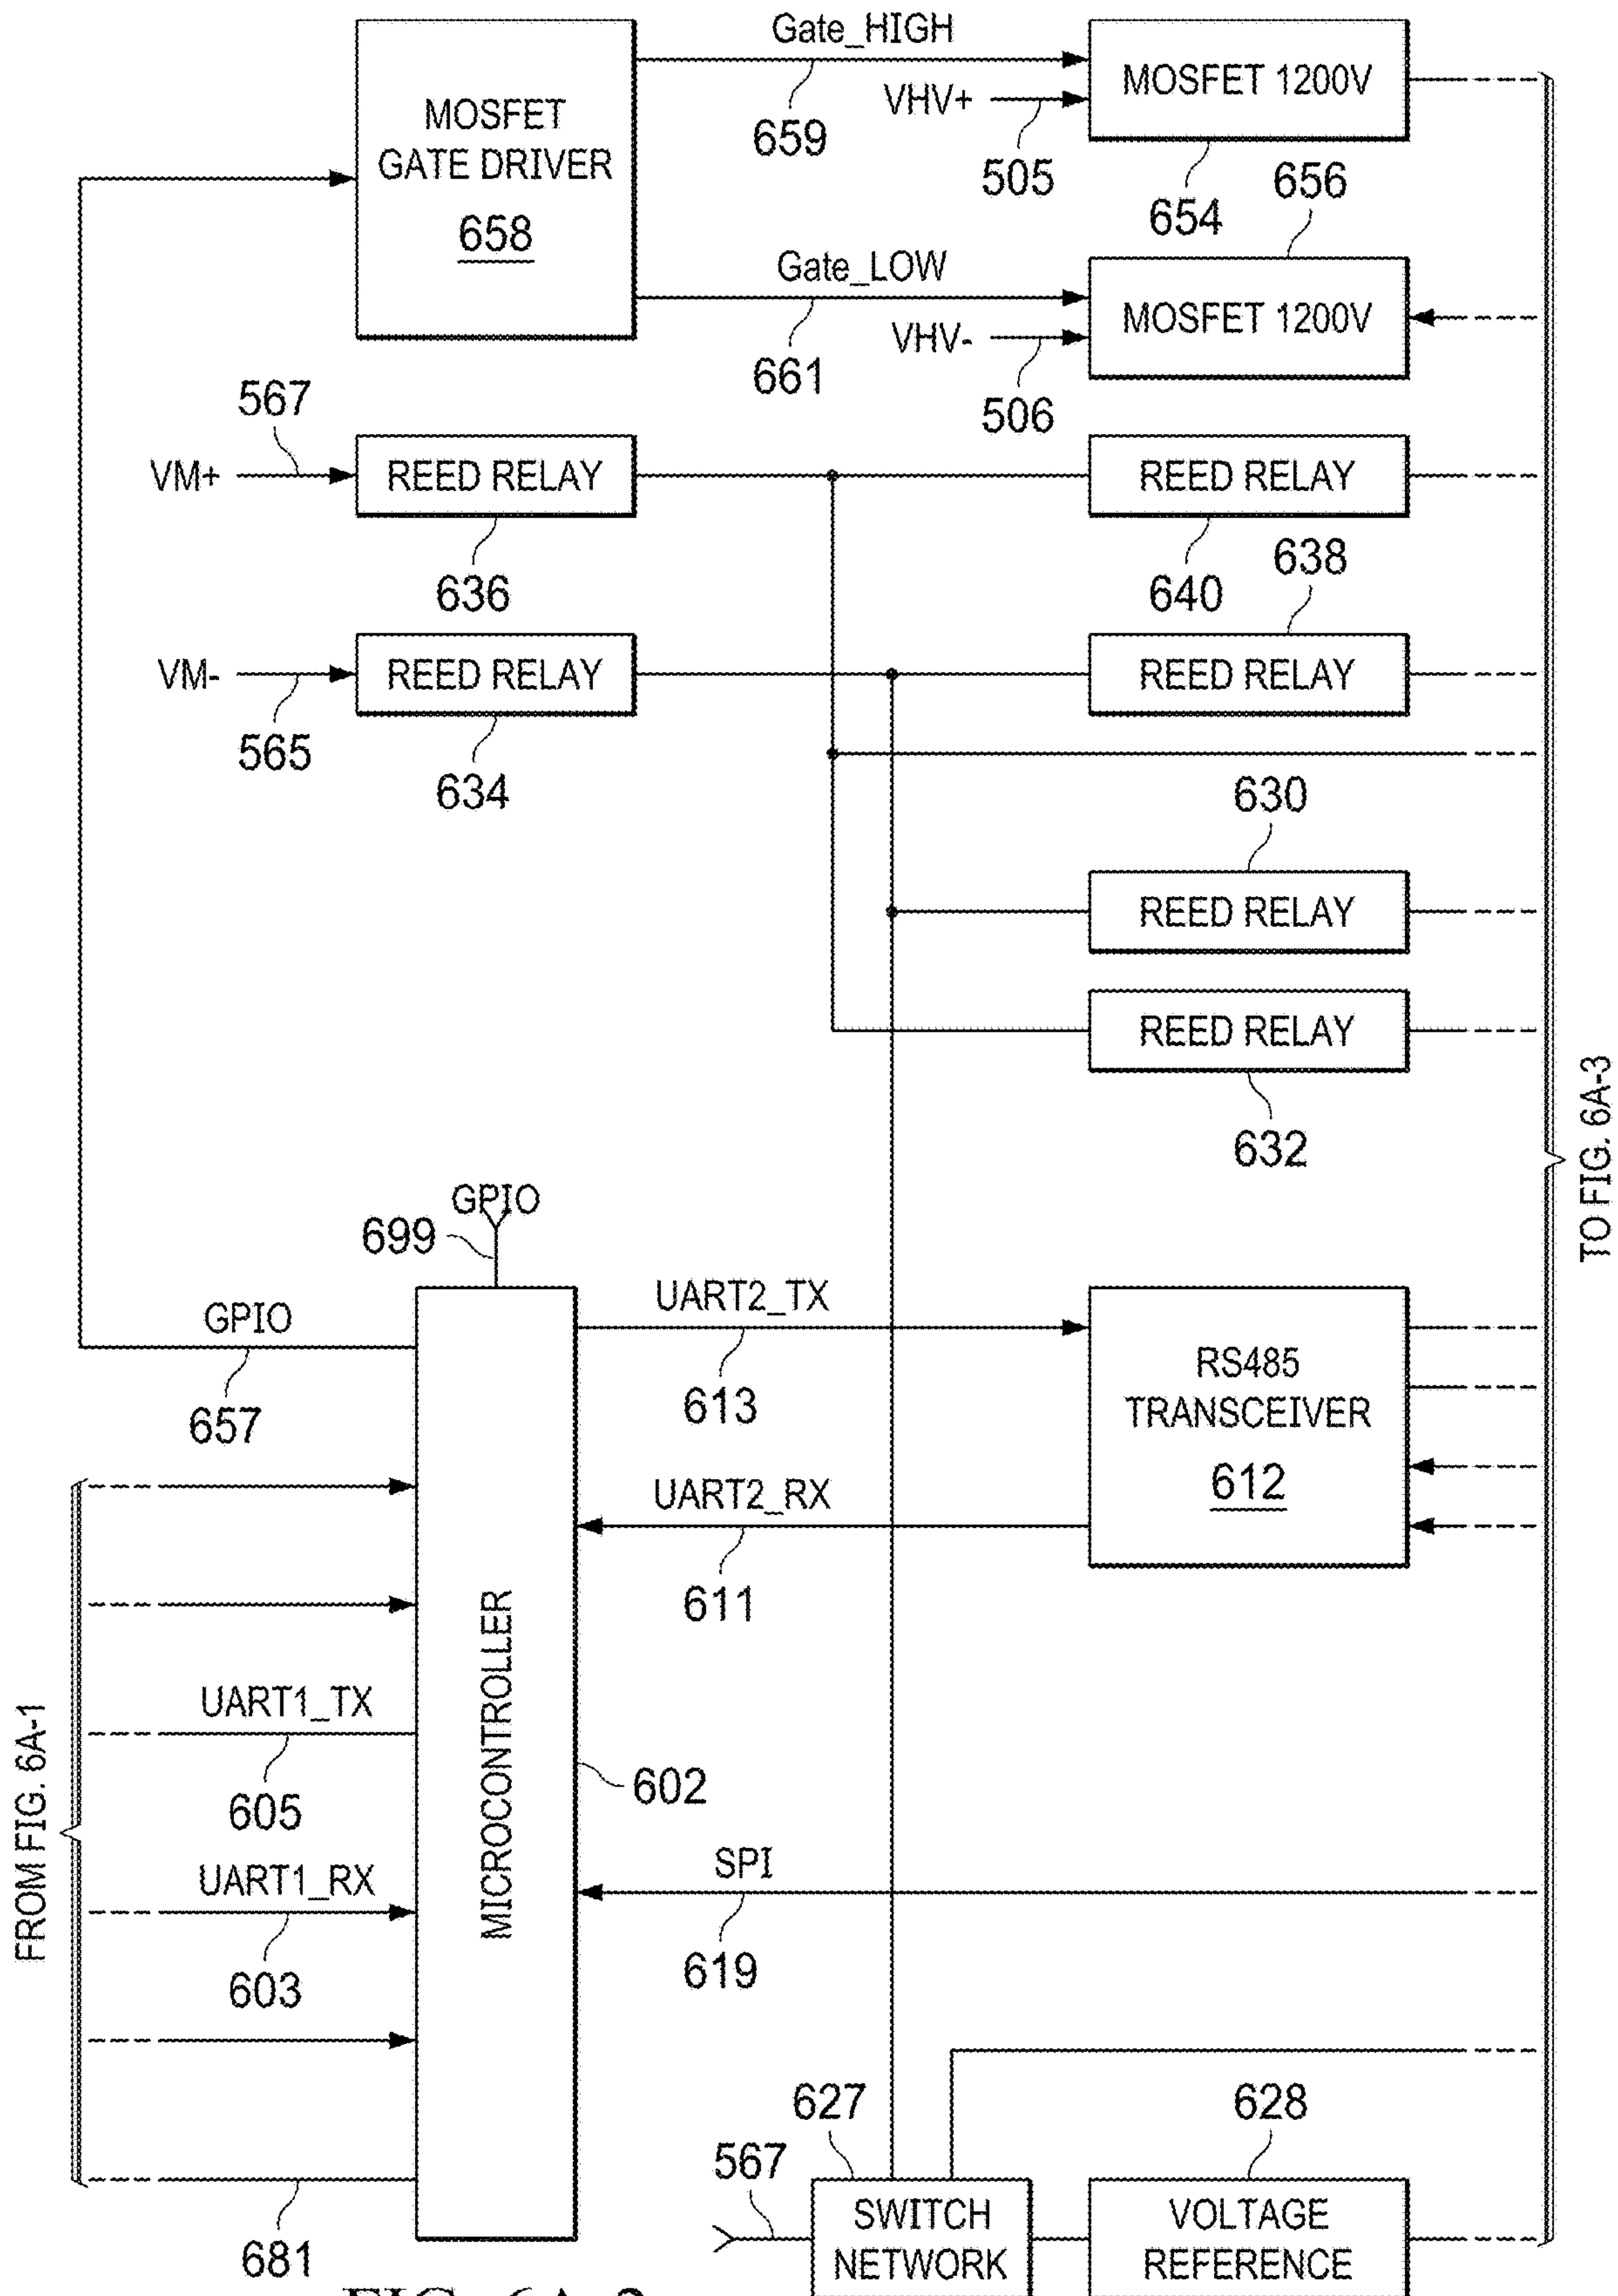 Gate_HIGH
MOSFET
GATE DRIVER
658
659
VHV+
505
MOSFET 1200V
654
656
Gate_LOW
661
VHV-
506
MOSFET 1200V
567
VM+
REED RELAY
636
REED RELAY
640
638
VM-
565
REED RELAY
634
REED RELAY
630
REED RELAY
REED RELAY
632
TO FIG. 6A-3
GPIO
699
GPIO
657
UART2_TX
613
RS485
TRANSCEIVER
612
UART2_RX
611
MICROCONTROLLER
602
FROM FIG. 6A-1
UART1_TX
605
UART1_RX
603
SPI
619
681
627
567
SWITCH
NETWORK
628
VOLTAGE
REFERENCE